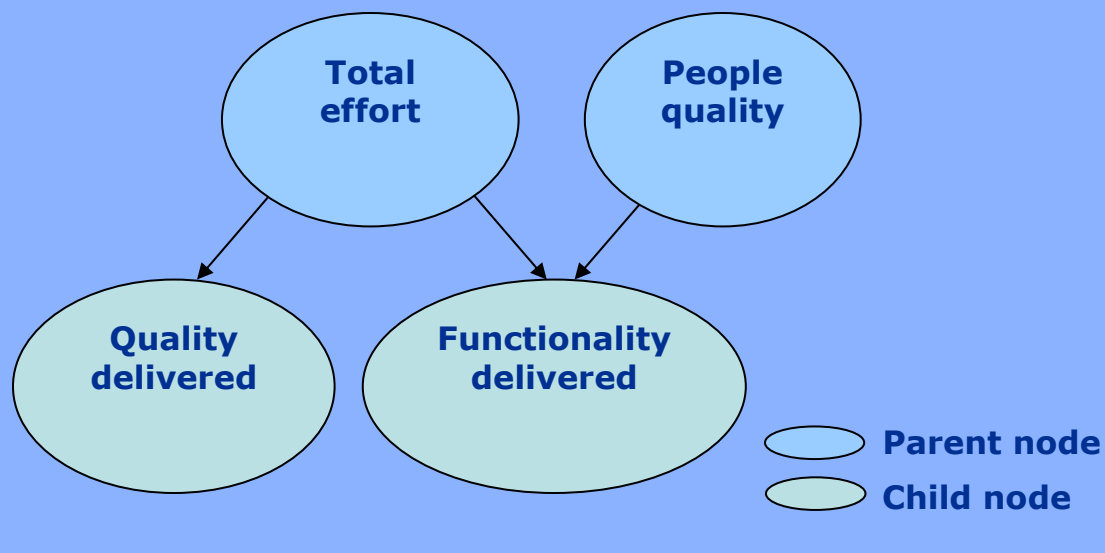 Total
effort
People
quality
Quality
delivered
Functionality
delivered
Parent node
Child node